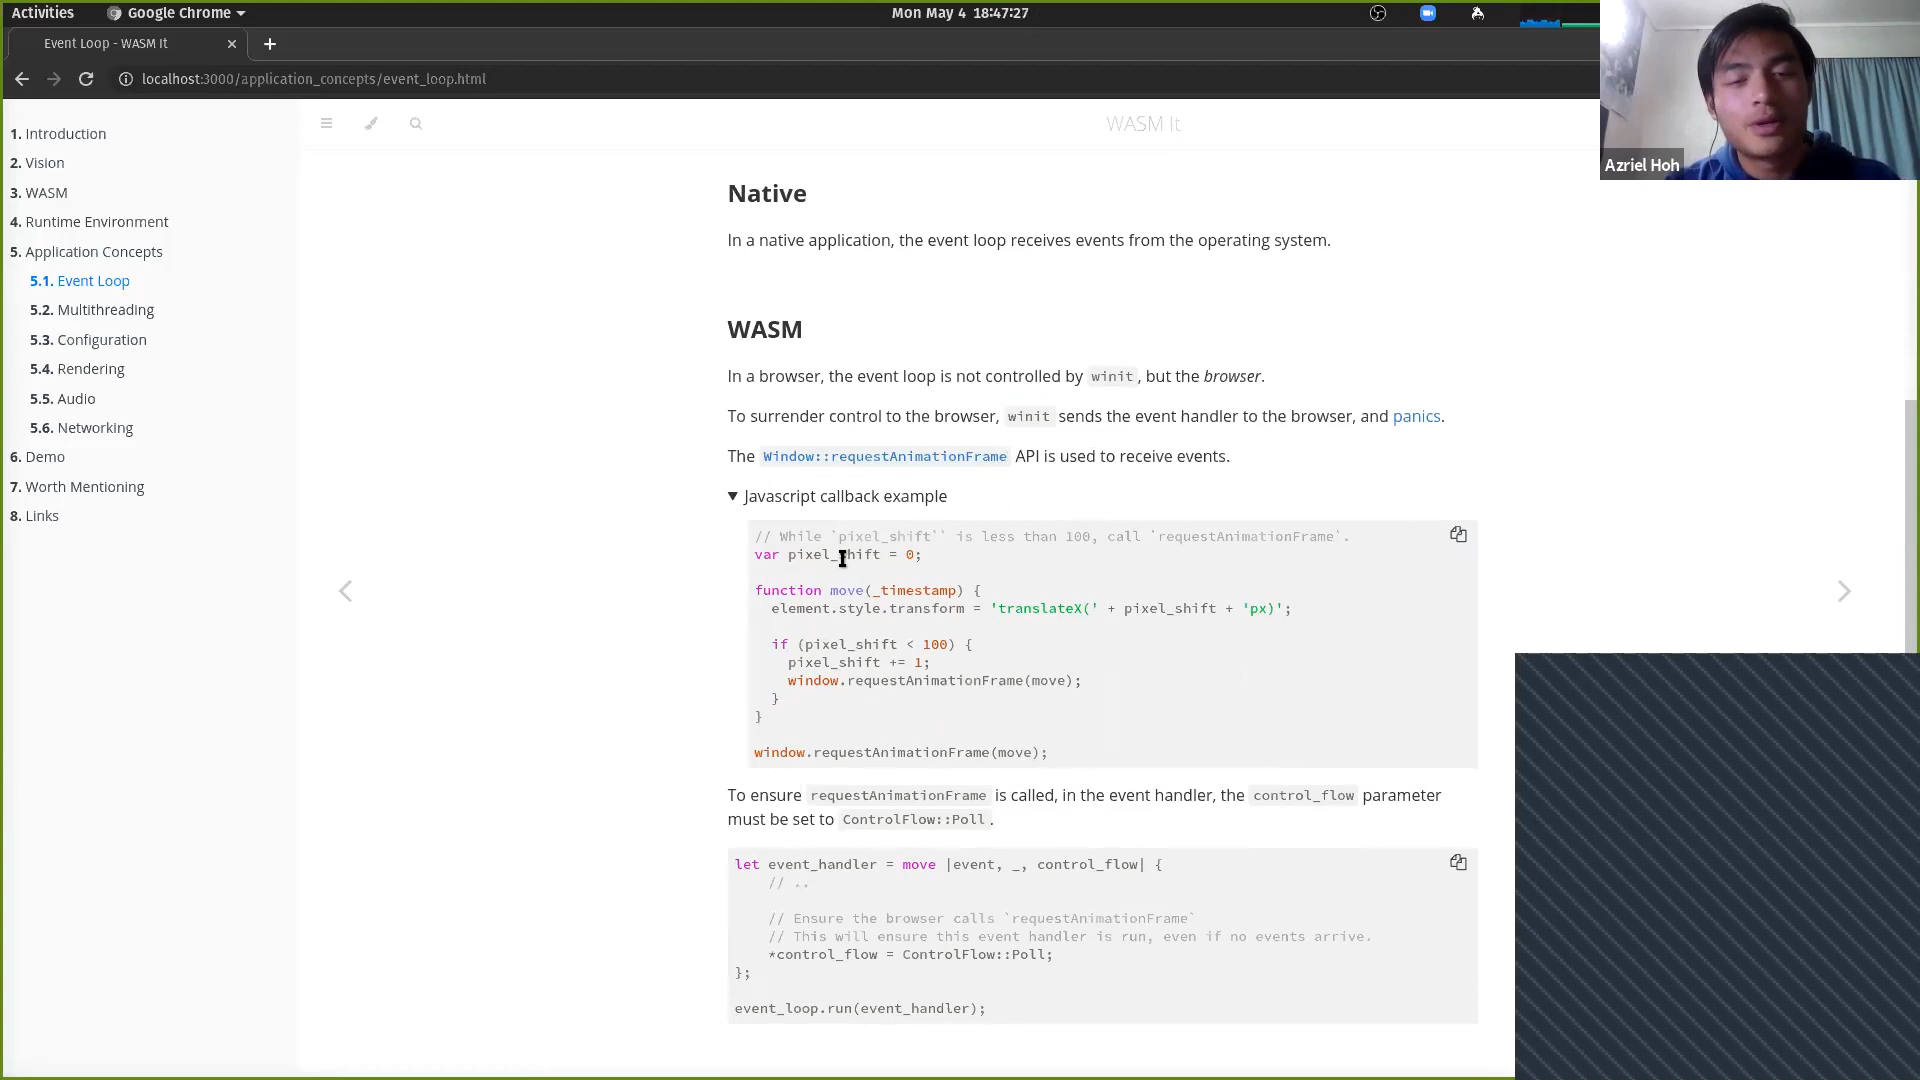 Activities
Google Chrome
Mon May 4 18:47:27
Event Loop - WASM It
localhost:3000/application_concepts/event_loop.html
Azriel Hoh
1. Introduction
2. Vision
3. WASM
4. Runtime Environment
5. Application Concepts
5.1. Event Loop
5.2. Multithreading
5.3. Configuration
5.4. Rendering
5.5. Audio
5.6. Networking
6. Demo
7. Worth Mentioning
8. Links
WASM It
Native
In a native application, the event loop receives events from the operating system.
WASM
In a browser, the event loop is not controlled by winit, but the browser.
To surrender control to the browser, winit sends the event handler to the browser, and panics.
The Window::requestAnimationFrame API is used to receive events.
▼ Javascript callback example
// While `pixel_shift`` is less than 100, call `requestAnimationFrame`.
var pixel_shift = 0;
function move(_timestamp) {
element.style.transform = 'translateX(' + pixel_shift + 'px)';
if (pixel_shift < 100) {
pixel_shift += 1;
window.requestAnimationFrame(move);
}
}
window.requestAnimationFrame(move);
To ensure requestAnimationFrame is called, in the event handler, the control_flow parameter
must be set to ControlFlow::Poll.
let event_handler = move |event, _, control_flow| {
// ..
// Ensure the browser calls `requestAnimationFrame`
// This will ensure this event handler is run, even if no events arrive.
*control_flow = ControlFlow::Poll;
};
event_loop.run(event_handler);